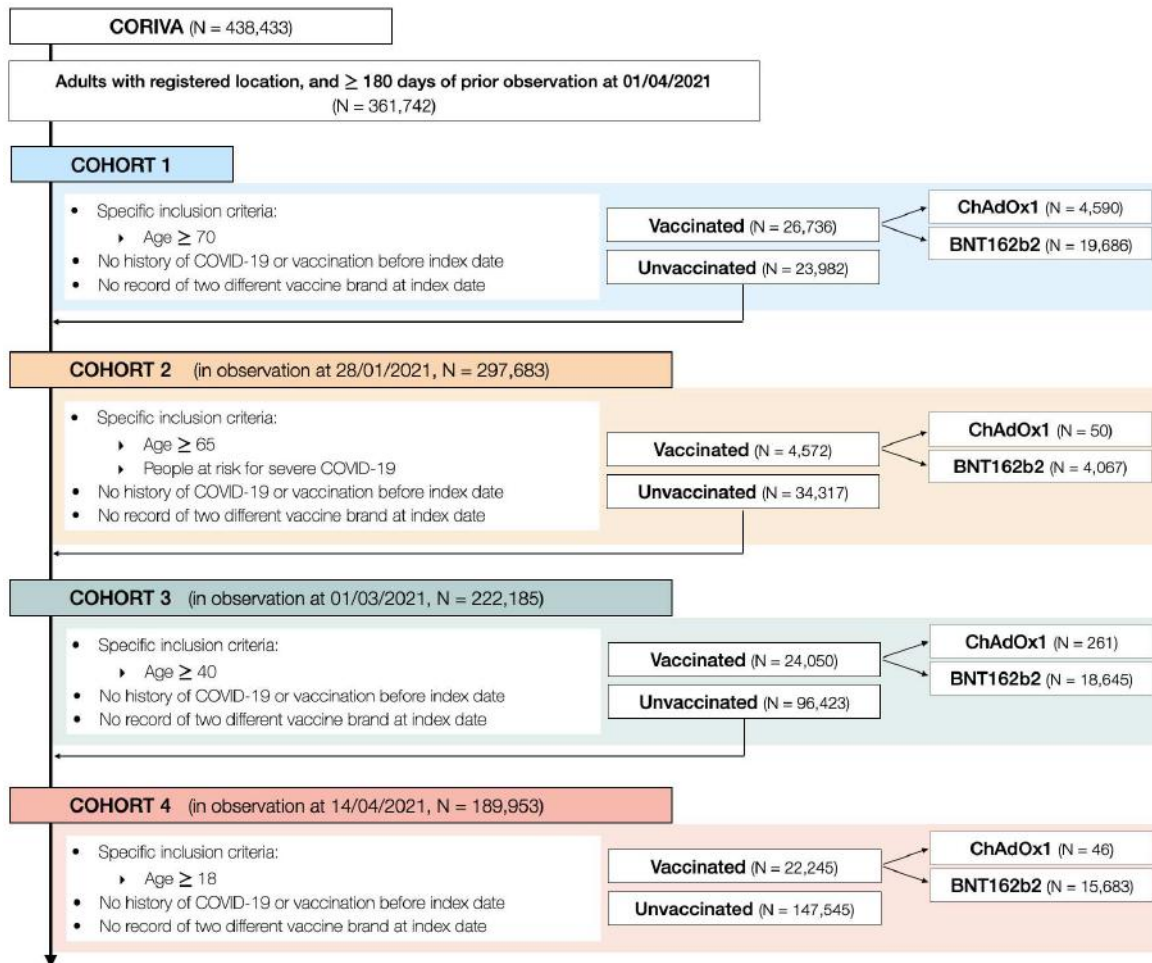 CORIVA (N = 438,433)
Adults with registered location, and ≥ 180 days of prior observation at 01/04/2021
(N = 361,742)
COHORT 1
• Specific inclusion criteria:
‣ Age ≥ 70
• No history of COVID-19 or vaccination before index date
• No record of two different vaccine brand at index date
Vaccinated (N = 26,736)
Unvaccinated (N = 23,982)
ChAdOx1 (N = 4,590)
BNT162b2 (N = 19,686)
COHORT 2 (in observation at 28/01/2021, N = 297,683)
• Specific inclusion criteria:
‣ Age ≥ 65
‣ People at risk for severe COVID-19
• No history of COVID-19 or vaccination before index date
• No record of two different vaccine brand at index date
Vaccinated (N = 4,572)
Unvaccinated (N = 34,317)
ChAdOx1 (N = 50)
BNT162b2 (N = 4,067)
COHORT 3 (in observation at 01/03/2021, N = 222,185)
• Specific inclusion criteria:
‣ Age ≥ 40
• No history of COVID-19 or vaccination before index date
• No record of two different vaccine brand at index date
Vaccinated (N = 24,050)
Unvaccinated (N = 96,423)
ChAdOx1 (N = 261)
BNT162b2 (N = 18,645)
COHORT 4 (in observation at 14/04/2021, N = 189,953)
• Specific inclusion criteria:
‣ Age ≥ 18
• No history of COVID-19 or vaccination before index date
• No record of two different vaccine brand at index date
Vaccinated (N = 22,245)
Unvaccinated (N = 147,545)
ChAdOx1 (N = 46)
BNT162b2 (N = 15,683)